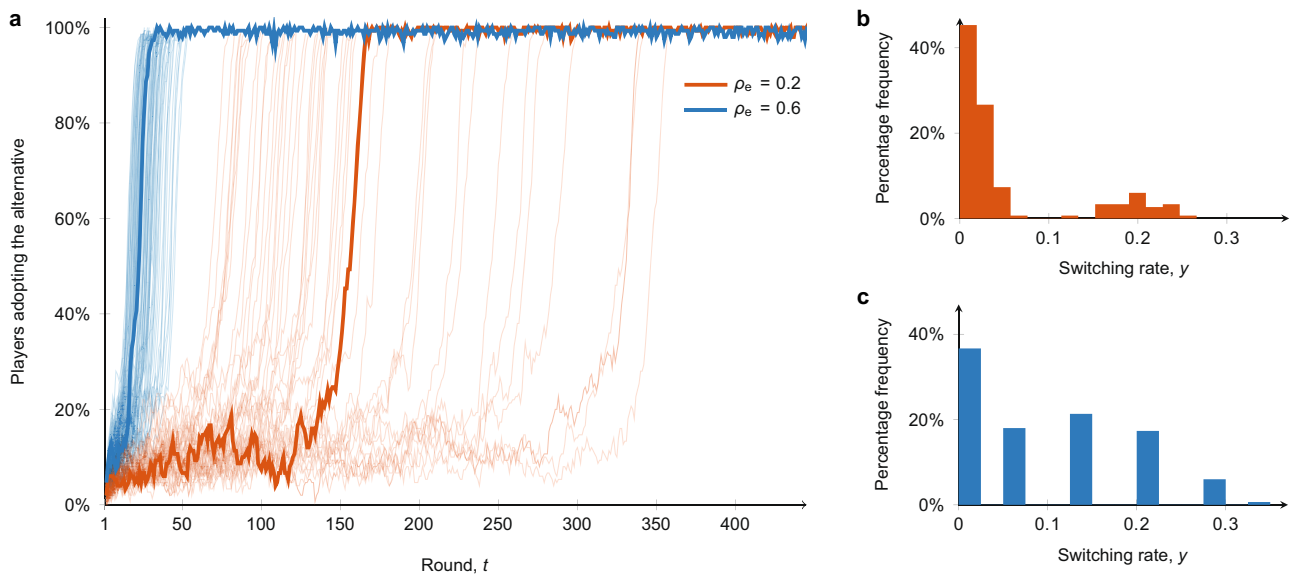 a
100%
80%
60%
40%
20%
0%
Players adopting the alternative
1 50 100 150 200 250 300 350 400
Round, t
ρe = 0.2
ρe = 0.6
b
40%
20%
0%
Percentage frequency
0 0.1 0.2 0.3
Switching rate, y
c
40%
20%
0%
Percentage frequency
0 0.1 0.2 0.3
Switching rate, y